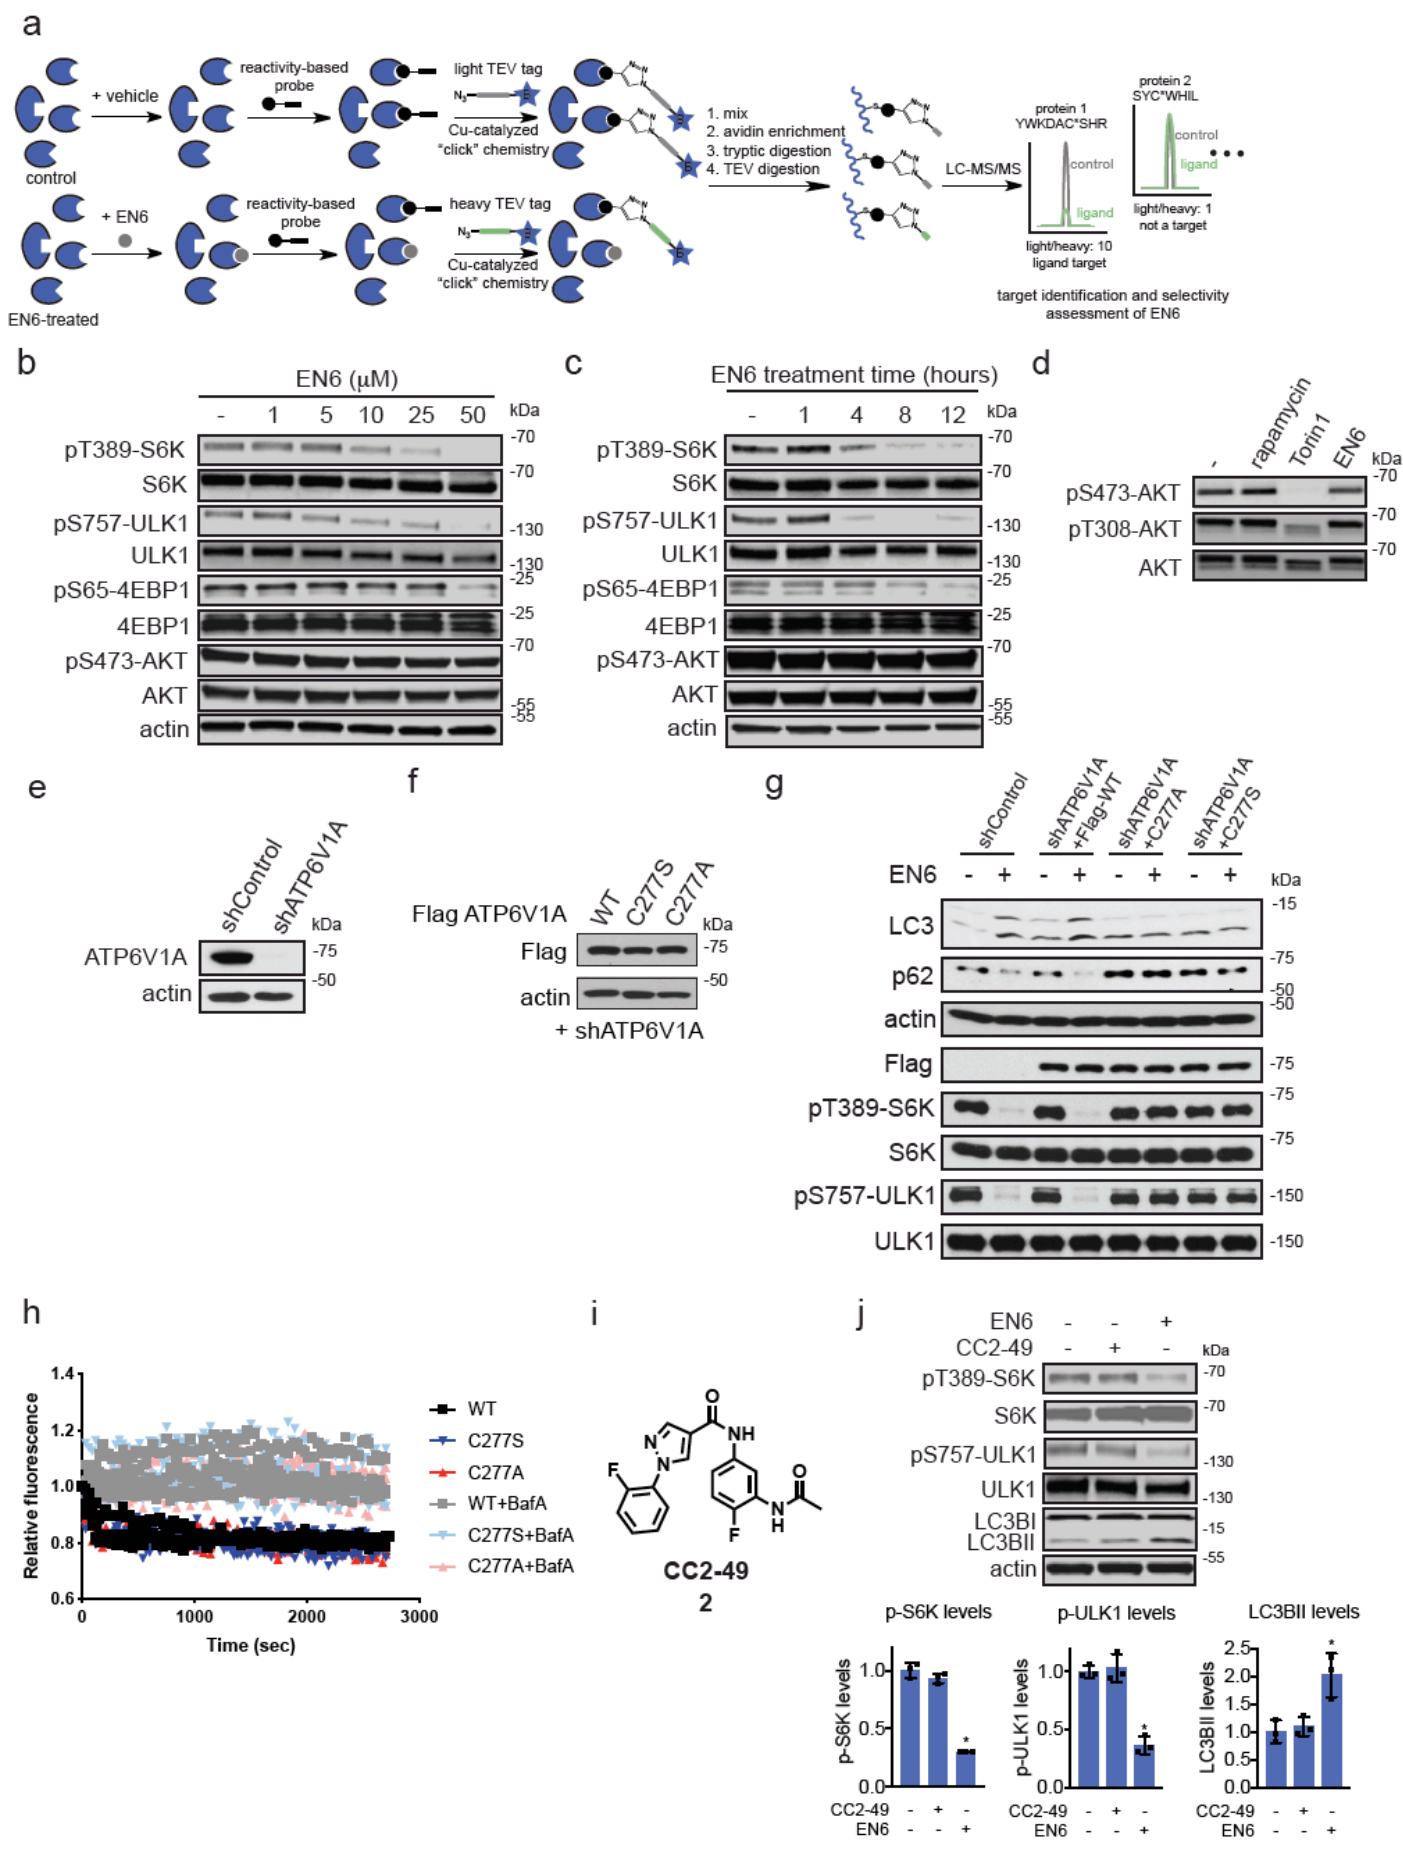 a
+ vehicle
reactivity-based
probe
light TEV tag
N3
Cu-catalyzed
"click" chemistry
control
+ EN6
reactivity-based
probe
heavy TEV tag
N3
Cu-catalyzed
"click" chemistry
EN6-treated
1. mix
2. avidin enrichment
3. tryptic digestion
4. TEV digestion
LC-MS/MS
protein 1
YWKDAC*SHR
control
ligand
light/heavy: 10
ligand target
protein 2
SYC*WHIL
control
ligand
light/heavy: 1
not a target
target identification and selectivity
assessment of EN6
b
EN6 (μM)
- 1 5 10 25 50 kDa
pT389-S6K -70
S6K -70
pS757-ULK1 -130
ULK1 -130
pS65-4EBP1 -25
4EBP1 -25
pS473-AKT -70
AKT -55
actin -55
c
EN6 treatment time (hours)
- 1 4 8 12 kDa
pT389-S6K -70
S6K -70
pS757-ULK1 -130
ULK1 -130
pS65-4EBP1 -25
4EBP1 -25
pS473-AKT -70
AKT -55
actin -55
d
- rapamycin Torin1 EN6 kDa
pS473-AKT -70
pT308-AKT -70
AKT -70
e
shControl shATP6V1A kDa
ATP6V1A -75
actin -50
f
Flag ATP6V1A WT C277S C277A kDa
Flag -75
actin -50
+ shATP6V1A
g
shControl
shATP6V1A
+Flag-WT
shATP6V1A
+C277A
shATP6V1A
+C277S
EN6 - + - + - + - + kDa
LC3 -15
p62 -75
-50
actin -50
Flag -75
pT389-S6K -75
S6K -75
pS757-ULK1 -150
ULK1 -150
h
Relative fluorescence
1.4
1.2
1.0
0.8
0.6
0 1000 2000 3000
Time (sec)
WT
C277S
C277A
WT+BafA
C277S+BafA
C277A+BafA
i
O
NH
N
N
F
O
N
H
F
CC2-49
2
j
EN6 - - +
CC2-49 - + - kDa
pT389-S6K -70
S6K -70
pS757-ULK1 -130
ULK1 -130
LC3BI -15
LC3BII
actin -55
p-S6K levels
p-S6K levels
1.0
0.5
0.0
*
CC2-49 - + -
EN6 - - +
p-ULK1 levels
p-ULK1 levels
1.0
0.5
0.0
*
CC2-49 - + -
EN6 - - +
LC3BII levels
LC3BII levels
2.5
2.0
1.5
1.0
0.5
0.0
*
CC2-49 - + -
EN6 - - +